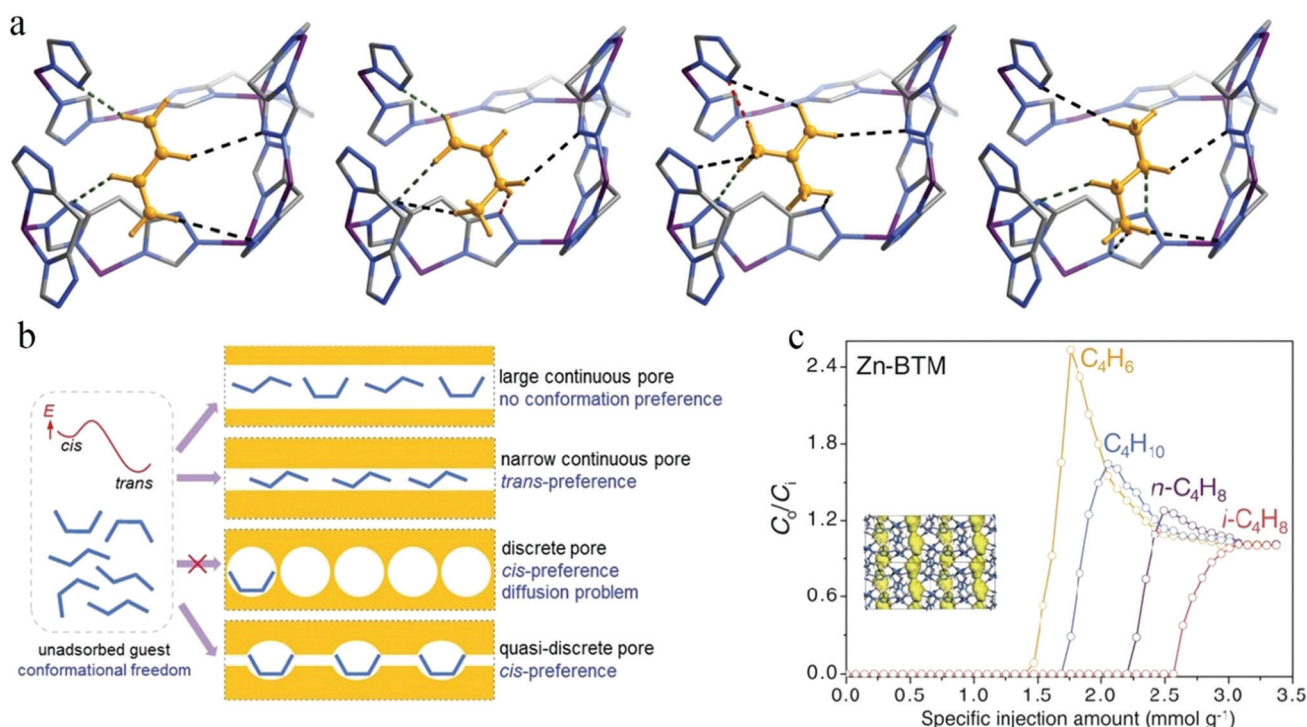 a
b
E
cis
trans
unadsorbed guest
conformational freedom
large continuous pore
no conformation preference
narrow continuous pore
trans-preference
discrete pore
cis-preference
diffusion problem
quasi-discrete pore
cis-preference
c
Zn-BTM
C₄H₆
C₄H₁₀
n-C₄H₈
i-C₄H₈
Cₒ/Cᵢ
2.4
1.8
1.2
0.6
0.0
0.0 0.5 1.0 1.5 2.0 2.5 3.0 3.5
Specific injection amount (mmol g⁻¹)